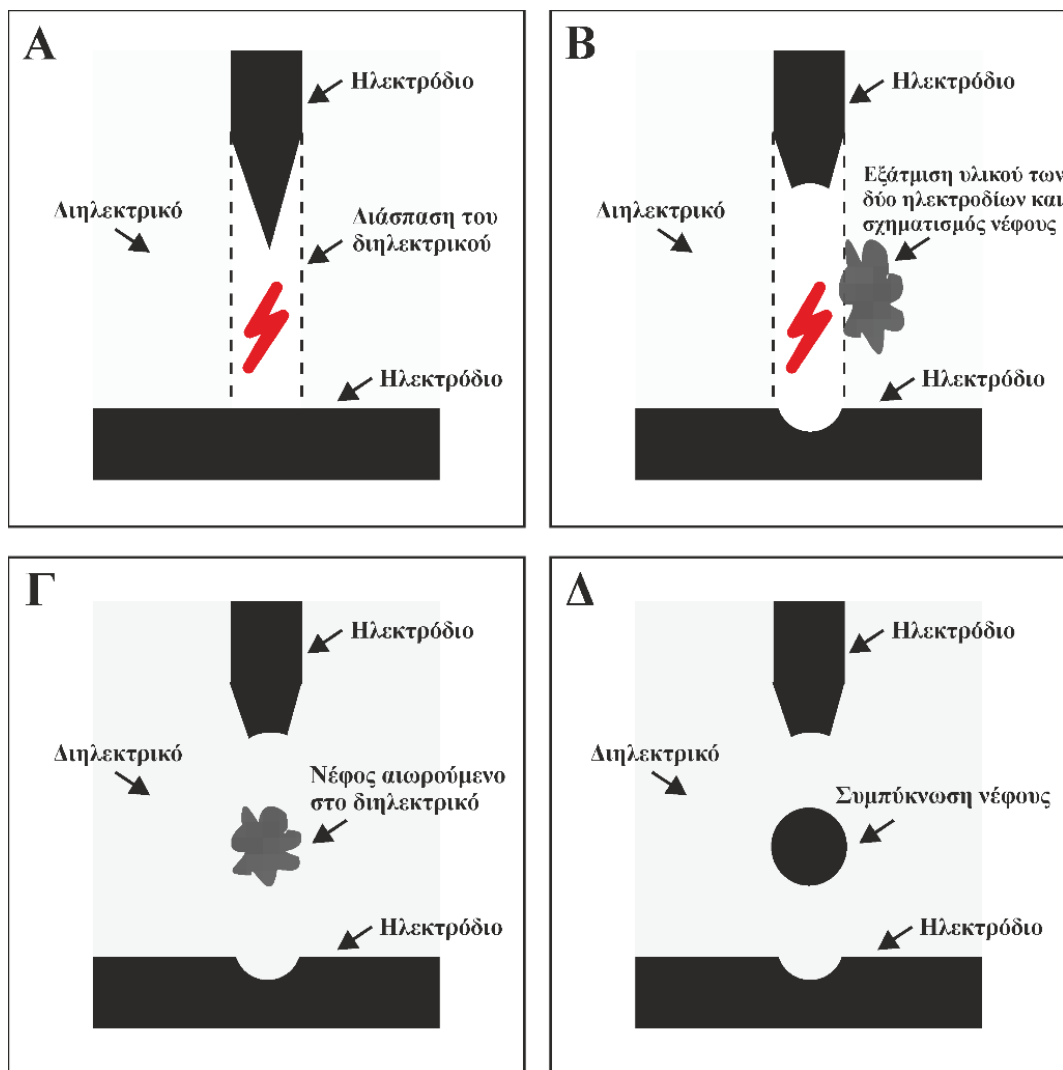 Α
Ηλεκτρόδιο
Διηλεκτρικό
Διάσπαση του
διηλεκτρικού
Ηλεκτρόδιο
Β
Ηλεκτρόδιο
Εξάτμιση υλικού των
δύο ηλεκτροδίων και
σχηματισμός νέφους
Διηλεκτρικό
Ηλεκτρόδιο
Γ
Ηλεκτρόδιο
Διηλεκτρικό
Νέφος αιωρούμενο
στο διηλεκτρικό
Ηλεκτρόδιο
Δ
Ηλεκτρόδιο
Διηλεκτρικό
Συμπύκνωση νέφους
Ηλεκτρόδιο